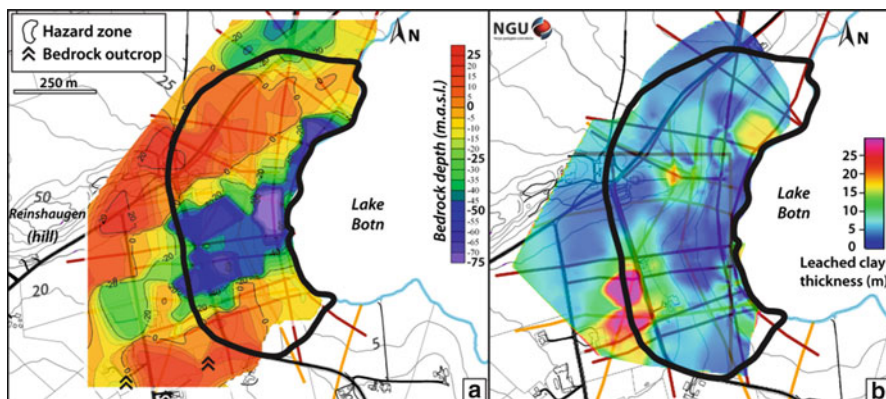 Hazard zone
Bedrock outcrop
250 m
N
25
50
Reinshaugen
(hill)
20
5
Lake
Botn
Bedrock depth (m.a.s.l.)
25
20
15
10
5
0
-5
-10
-15
-20
-25
-30
-35
-40
-45
-50
-55
-60
-65
-70
-75
a
NGU
N
Lake
Botn
25
20
15
10
5
0
Leached clay
thickness (m)
b